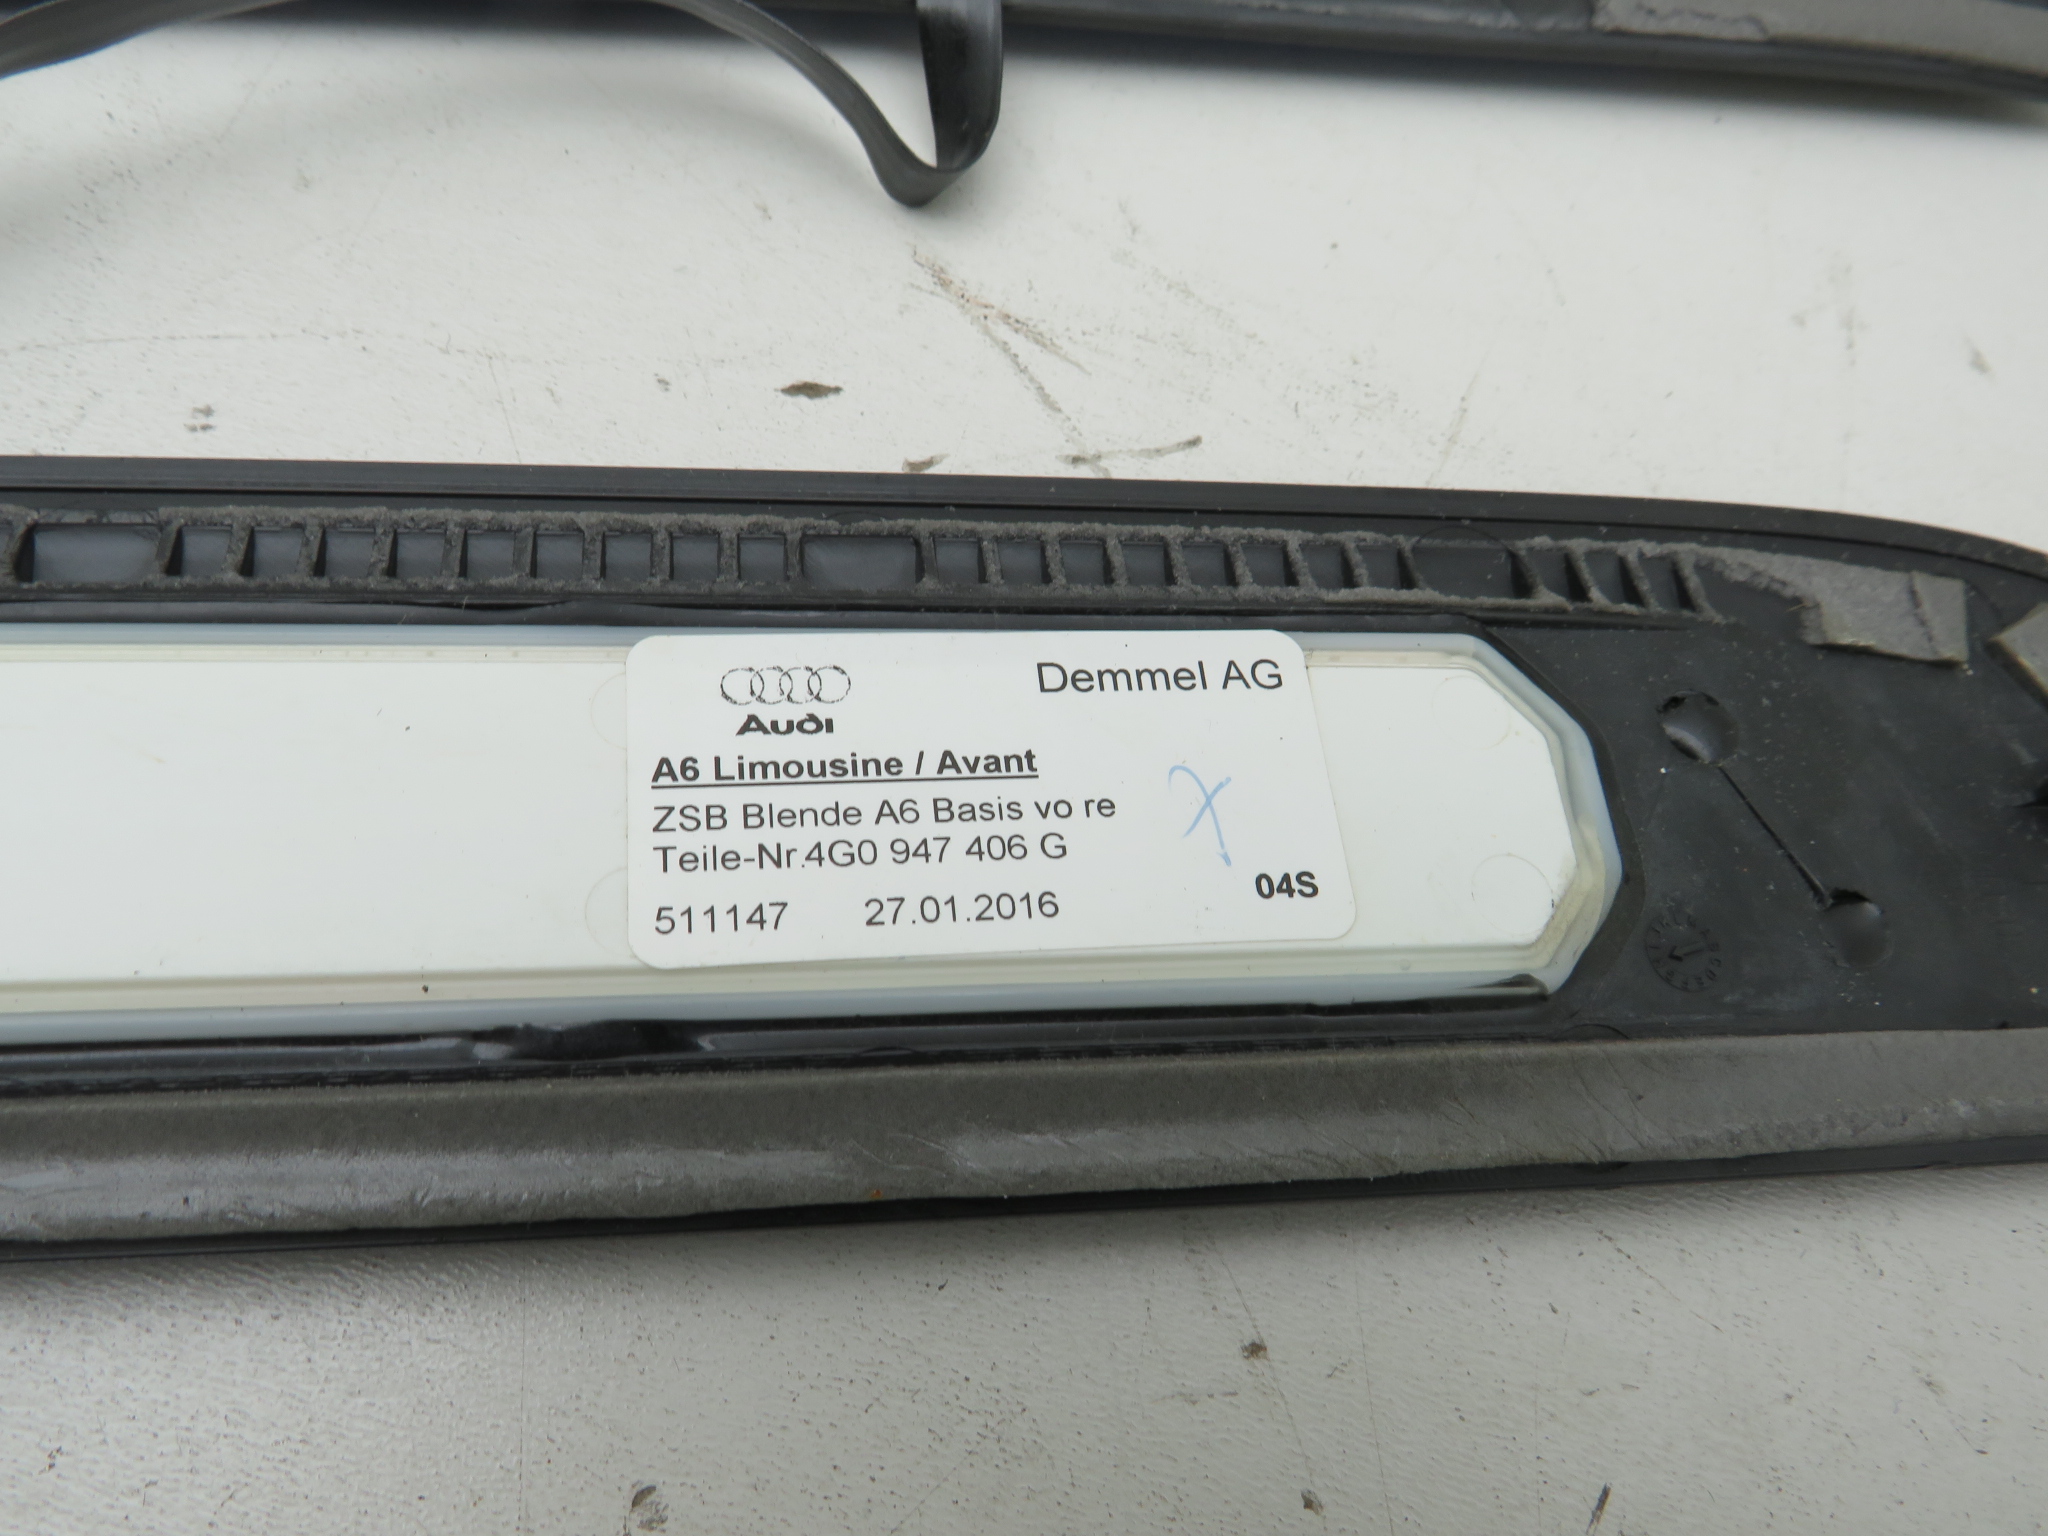 Audi
Demmel AG
A6 Limousine / Avant
ZSB Blende A6 Basis vo re
Teile-Nr.4G0 947 406 G
511147 27.01.2016
04S